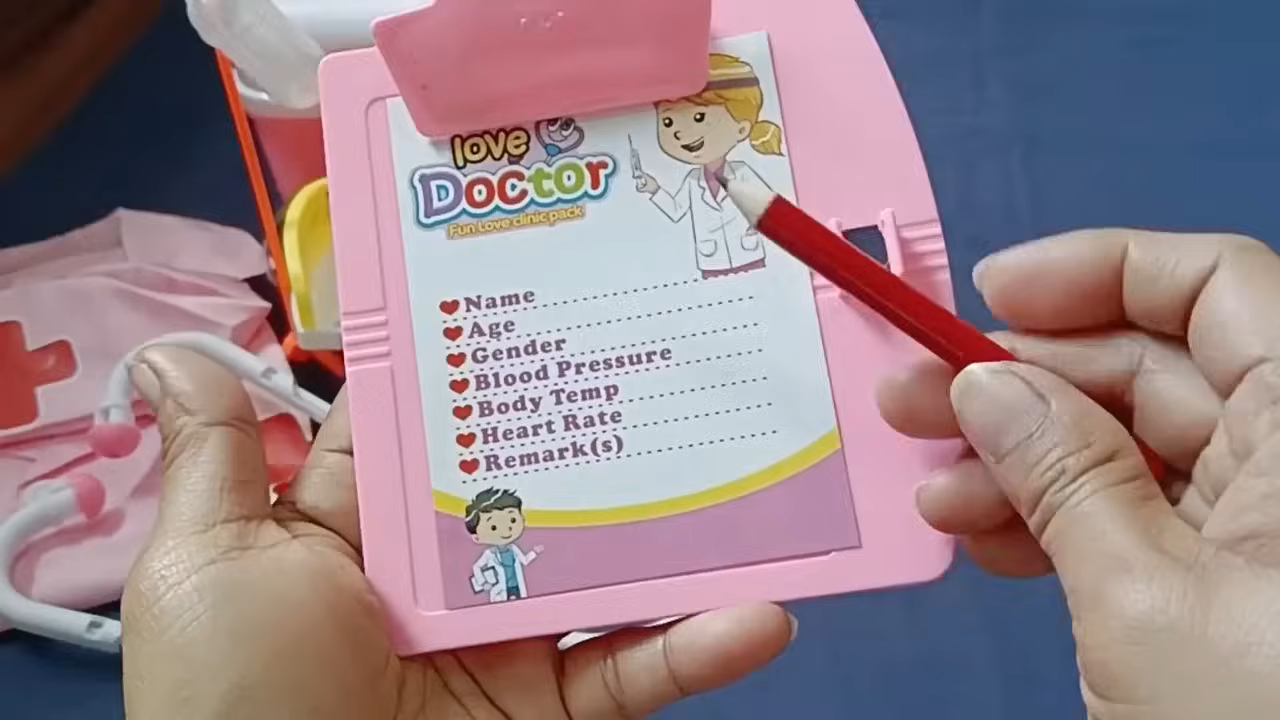 love
Doctor
Fun Love clinic pack
Name
Age
Gender
Blood Pressure
Body Temp
Heart Rate
Remark(s)